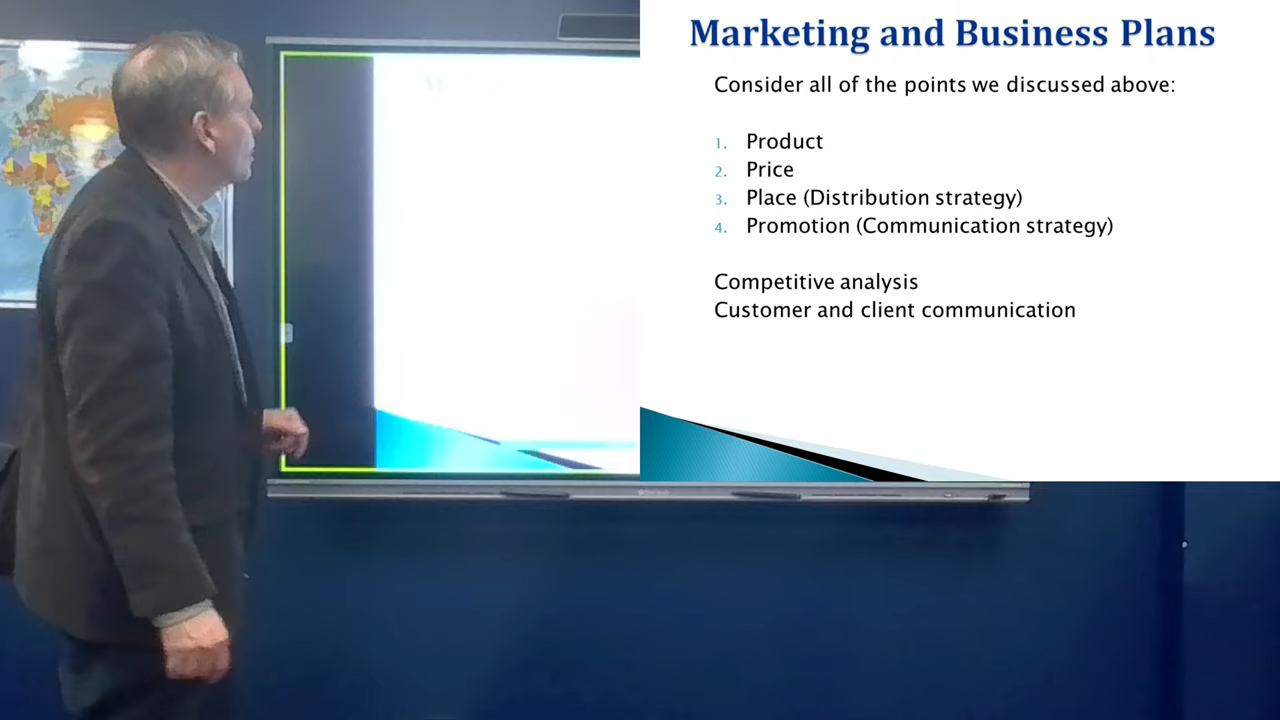 Marketing and Business Plans
Consider all of the points we discussed above:
1. Product
2. Price
3. Place (Distribution strategy)
4. Promotion (Communication strategy)
Competitive analysis
Customer and client communication